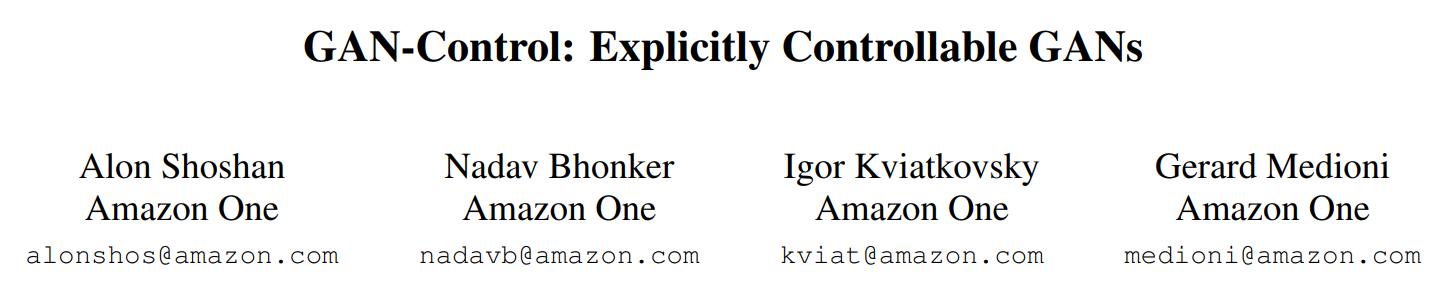 GAN-Control: Explicitly Controllable GANs
Alon Shoshan
Amazon One
alonshos@amazon.com
Nadav Bhonker
Amazon One
nadavb@amazon.com
Igor Kviatkovsky
Amazon One
kviat@amazon.com
Gerard Medioni
Amazon One
medioni@amazon.com